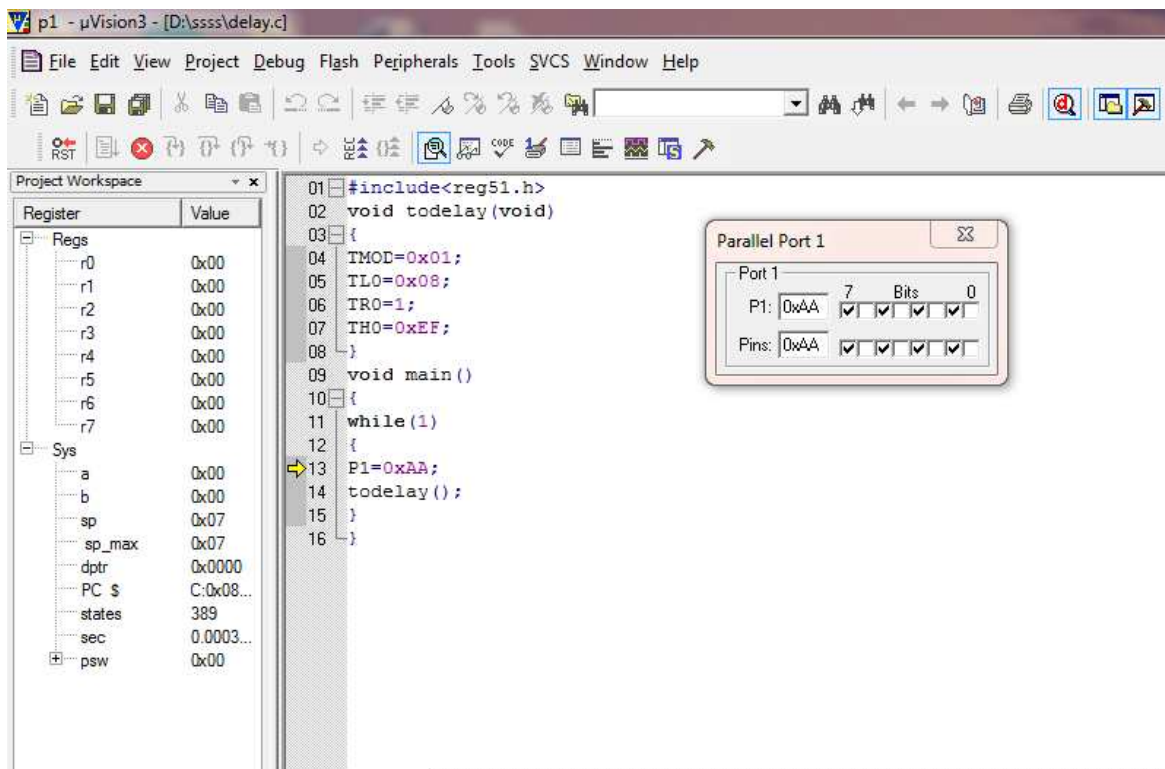 p1 - µVision3 - [D:\ssss\delay.c]
File Edit View Project Debug Flash Peripherals Tools SVCS Window Help
RST
CODE
Project Workspace
Register Value
Regs
r0 0x00
r1 0x00
r2 0x00
r3 0x00
r4 0x00
r5 0x00
r6 0x00
r7 0x00
Sys
a 0x00
b 0x00
sp 0x07
sp_max 0x07
dptr 0x0000
PC $ C:0x08...
states 389
sec 0.0003...
psw 0x00
01 #include<reg51.h>
02 void todelay(void)
03 {
04 TMOD=0x01;
05 TL0=0x08;
06 TR0=1;
07 TH0=0xEF;
08 }
09 void main()
10 {
11 while(1)
12 {
13 P1=0xAA;
14 todelay();
15 }
16 }
Parallel Port 1
Port 1
7 Bits 0
P1: 0xAA
Pins: 0xAA